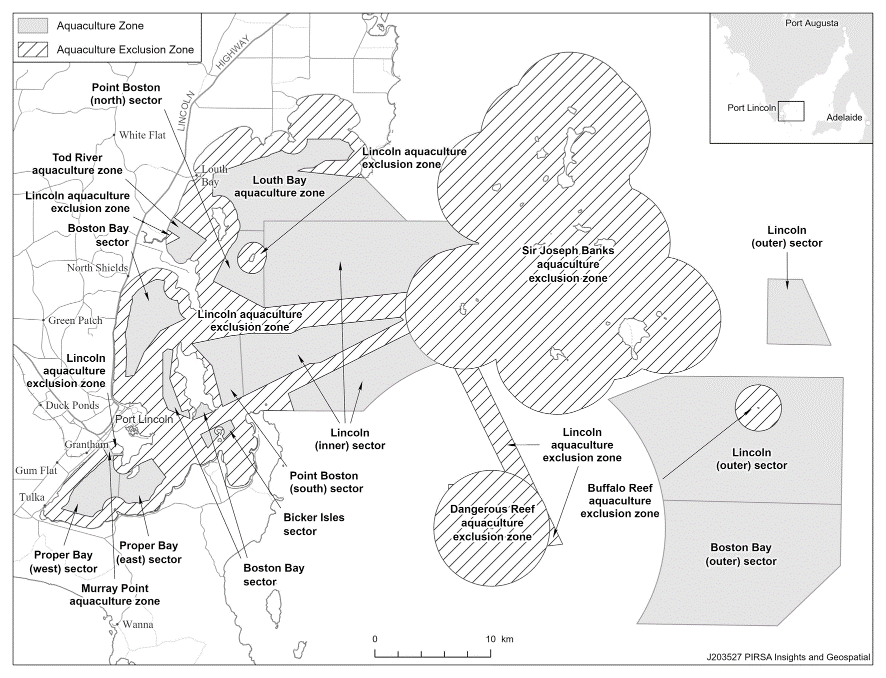 Aquaculture Zone
Aquaculture Exclusion Zone
Port Augusta
Port Lincoln
Adelaide
LINCOLN
HIGHWAY
Point Boston
(north) sector
White Flat
Tod River
aquaculture zone
Louth
Bay
Lincoln aquaculture
exclusion zone
Louth Bay
aquaculture zone
Lincoln aquaculture
exclusion zone
Boston Bay
sector
North Shields
Sir Joseph Banks
aquaculture
exclusion zone
Lincoln
(outer) sector
Green Patch
Lincoln aquaculture
exclusion zone
Lincoln
aquaculture
exclusion zone
Duck Ponds
Port Lincoln
Grantham
Gum Flat
Tulka
Lincoln
(inner) sector
Lincoln
aquaculture
exclusion zone
Lincoln
(outer) sector
Point Boston
(south) sector
Buffalo Reef
aquaculture
exclusion zone
Bicker Isles
sector
Dangerous Reef
aquaculture
exclusion zone
Proper Bay
(west) sector
Proper Bay
(east) sector
Boston Bay
sector
Boston Bay
(outer) sector
Murray Point
aquaculture zone
Wanna
0 10 km
J203527 PIRSA Insights and Geospatial